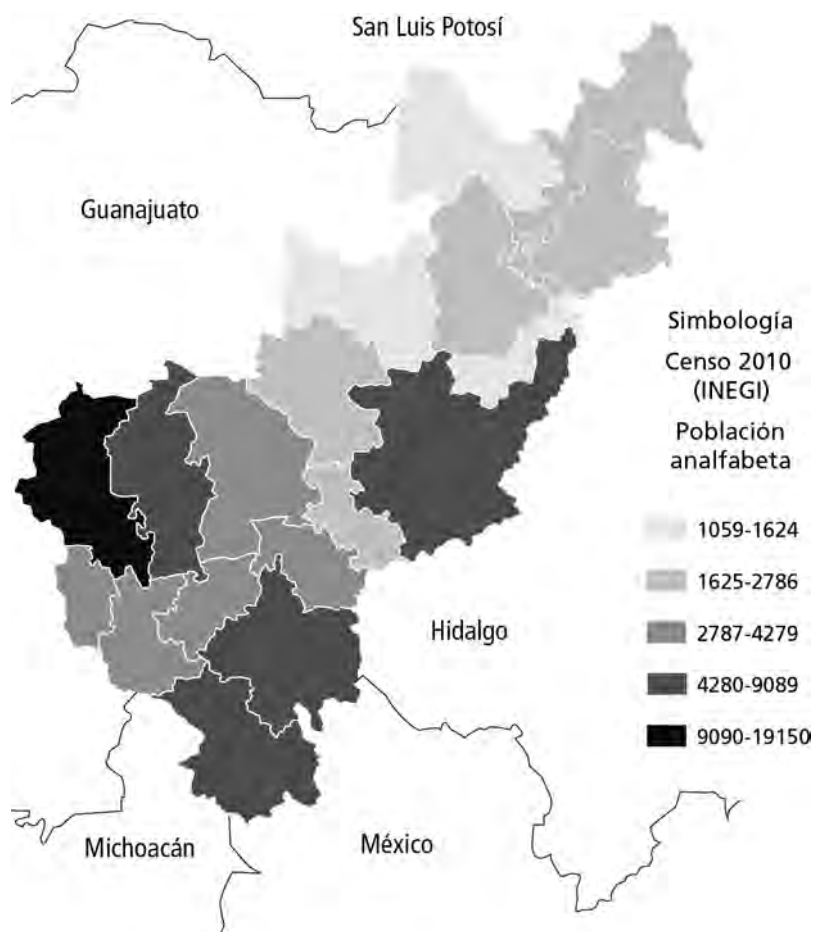 San Luis Potosí
Guanajuato
Simbología
Censo 2010
(INEGI)
Población
analfabeta
1059-1624
1625-2786
2787-4279
4280-9089
9090-19150
Hidalgo
Michoacán
México